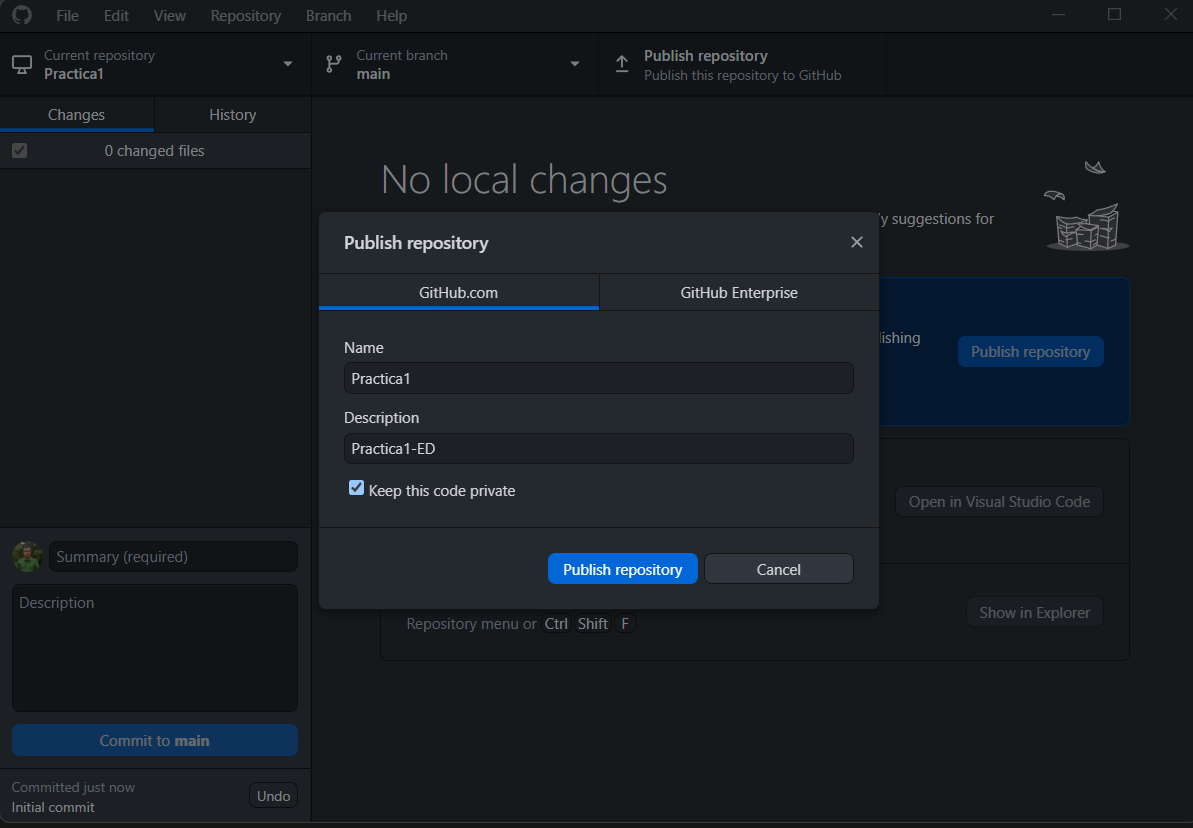 File Edit View Repository Branch Help
Current repository
Practica1
Current branch
main
Publish repository
Publish this repository to GitHub
Changes History
0 changed files
No local changes
y suggestions for
Publish repository
GitHub.com GitHub Enterprise
Name
Practica1
Description
Practica1-ED
Keep this code private
Publish repository Cancel
lishing
Publish repository
Open in Visual Studio Code
Repository menu or Ctrl Shift F
Show in Explorer
Summary (required)
Description
Commit to main
Committed just now
Initial commit
Undo